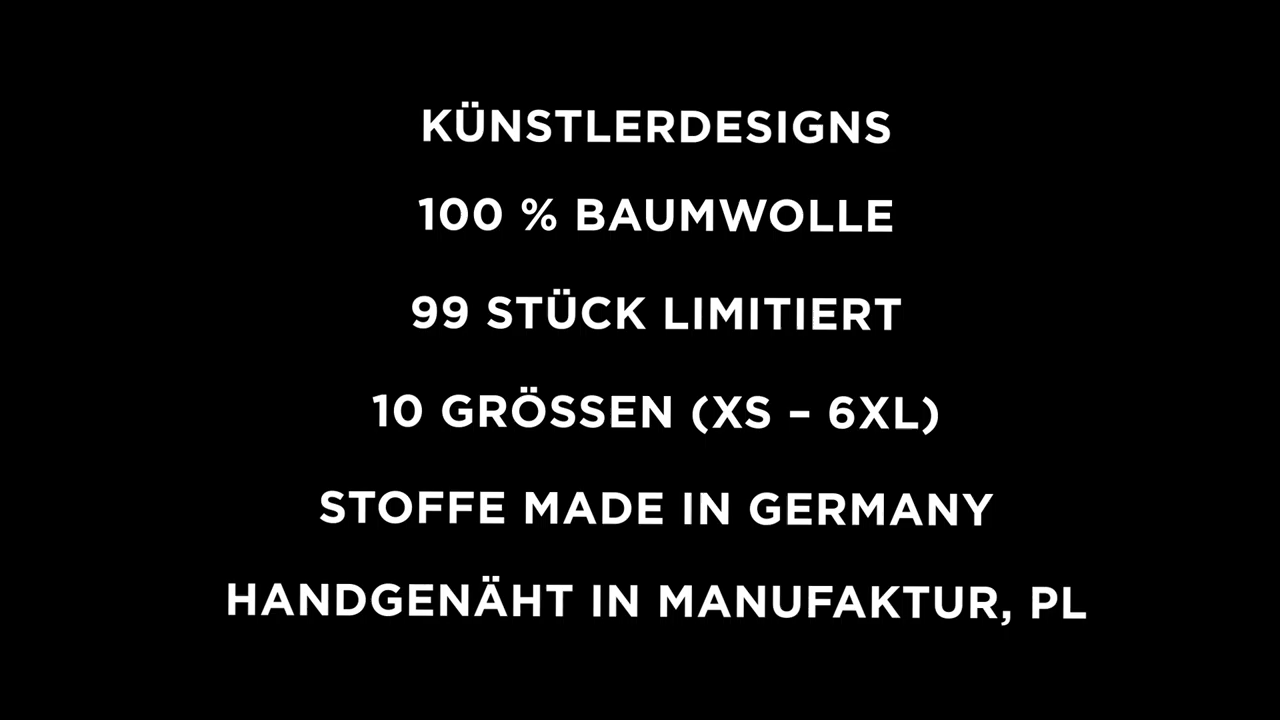 KÜNSTLERDESIGNS
100 % BAUMWOLLE
99 STÜCK LIMITIERT
10 GRÖSSEN (XS – 6XL)
STOFFE MADE IN GERMANY
HANDGENÄHT IN MANUFAKTUR, PL